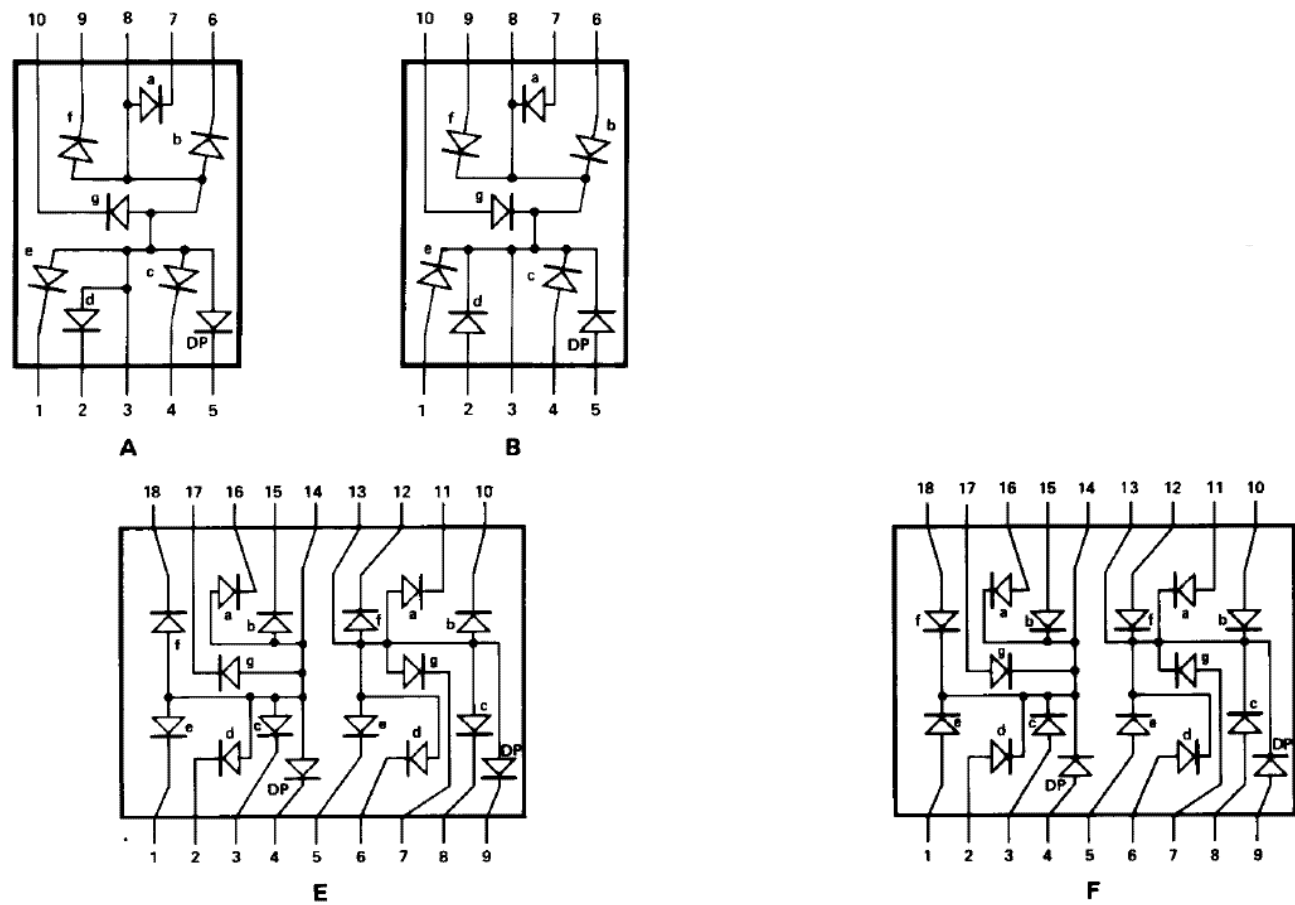 10 9 8 7 6 10 9 8 7 6
a a
f b f b
g g
e c e c
d DP d DP
1 2 3 4 5 1 2 3 4 5
A B
18 17 16 15 14 13 12 11 10 18 17 16 15 14 13 12 11 10
a a a a
f b f b f b f b
g g g g
e d c e d c e d c e d c
DP DP DP DP
1 2 3 4 5 6 7 8 9 1 2 3 4 5 6 7 8 9
E F